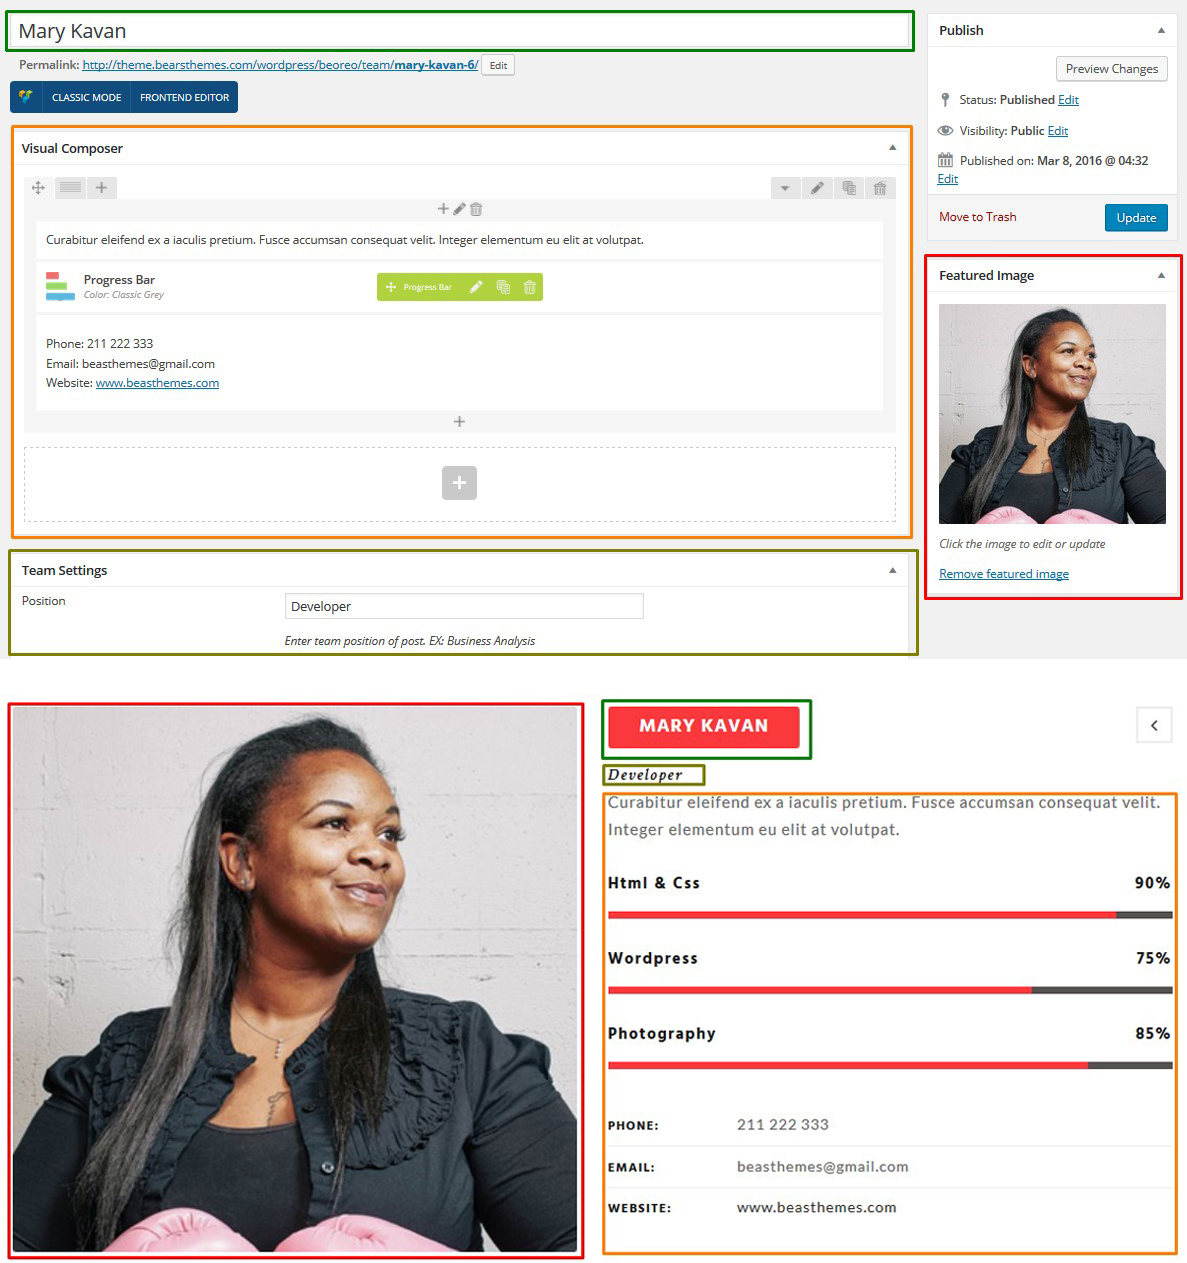 Mary Kavan
Permalink: http://theme.bearsthemes.com/wordpress/beoreo/team/mary-kavan-6/ Edit
CLASSIC MODE FRONTEND EDITOR
Visual Composer
Curabitur eleifend ex a iaculis pretium. Fusce accumsan consequat velit. Integer elementum eu elit at volutpat.
Progress Bar
Color: Classic Grey
Progress Bar
Phone: 211 222 333
Email: beasthemes@gmail.com
Website: www.beasthemes.com
Team Settings
Position
Developer
Enter team position of post. EX: Business Analysis
Publish
Preview Changes
Status: Published Edit
Visibility: Public Edit
Published on: Mar 8, 2016 @ 04:32
Edit
Move to Trash
Update
Featured Image
Click the image to edit or update
Remove featured image
MARY KAVAN
Developer
Curabitur eleifend ex a iaculis pretium. Fusce accumsan consequat velit.
Integer elementum eu elit at volutpat.
Html & Css 90%
Wordpress 75%
Photography 85%
PHONE: 211 222 333
EMAIL: beasthemes@gmail.com
WEBSITE: www.beasthemes.com